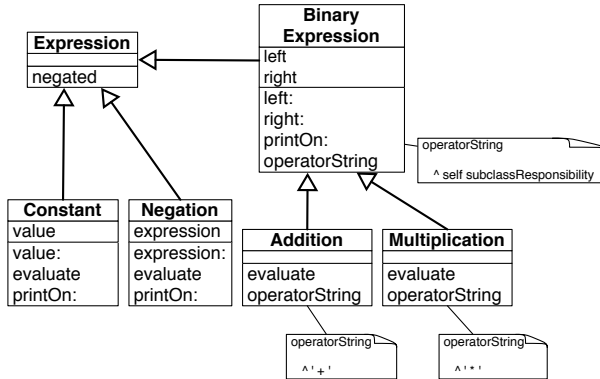 Expression
negated
Binary
Expression
left
right
left:
right:
printOn:
operatorString
operatorString
^ self subclassResponsibility
Constant
value
value:
evaluate
printOn:
Negation
expression
expression:
evaluate
printOn:
Addition
evaluate
operatorString
Multiplication
evaluate
operatorString
operatorString
^ ' + '
operatorString
^ ' * '